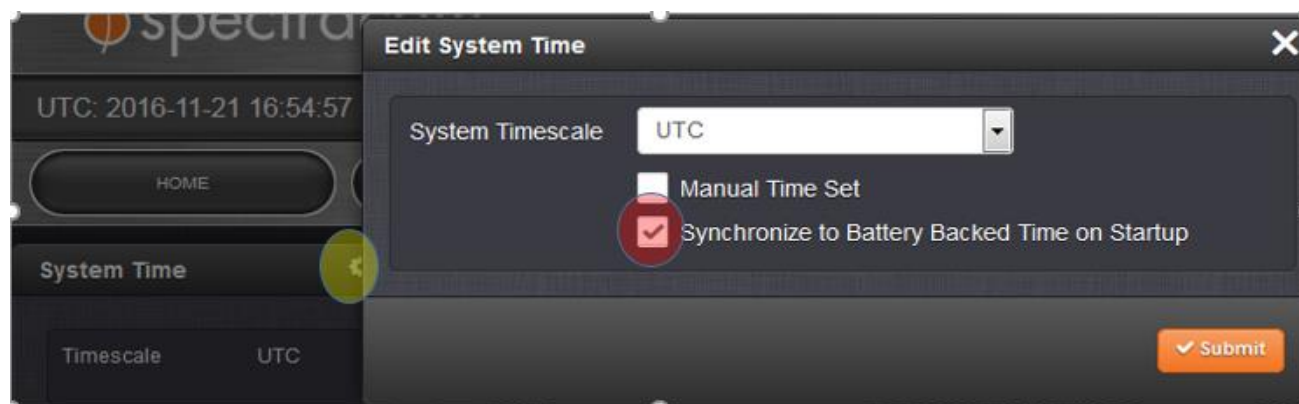 Edit System Time
UTC: 2016-11-21 16:54:57
System Timescale UTC
HOME
Manual Time Set
Synchronize to Battery Backed Time on Startup
System Time
Timescale UTC
Submit